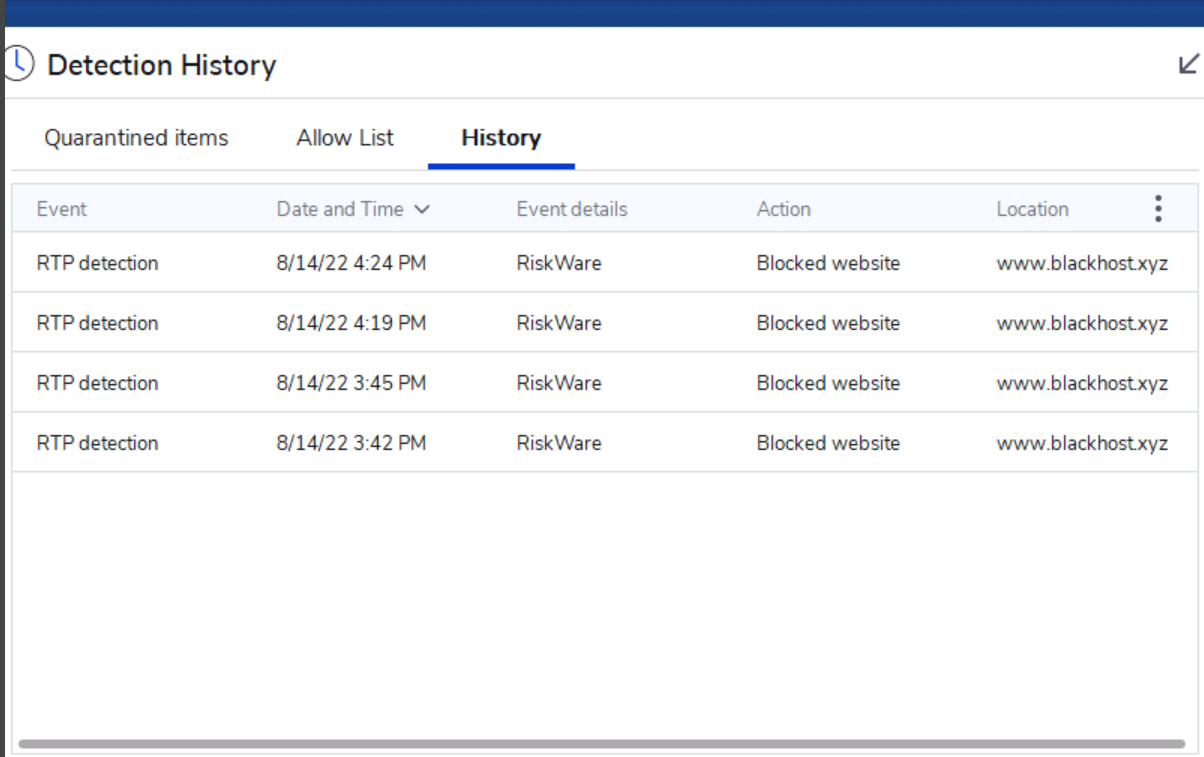 Detection History
Quarantined items Allow List History
Event Date and Time Event details Action Location
RTP detection 8/14/22 4:24 PM RiskWare Blocked website www.blackhost.xyz
RTP detection 8/14/22 4:19 PM RiskWare Blocked website www.blackhost.xyz
RTP detection 8/14/22 3:45 PM RiskWare Blocked website www.blackhost.xyz
RTP detection 8/14/22 3:42 PM RiskWare Blocked website www.blackhost.xyz